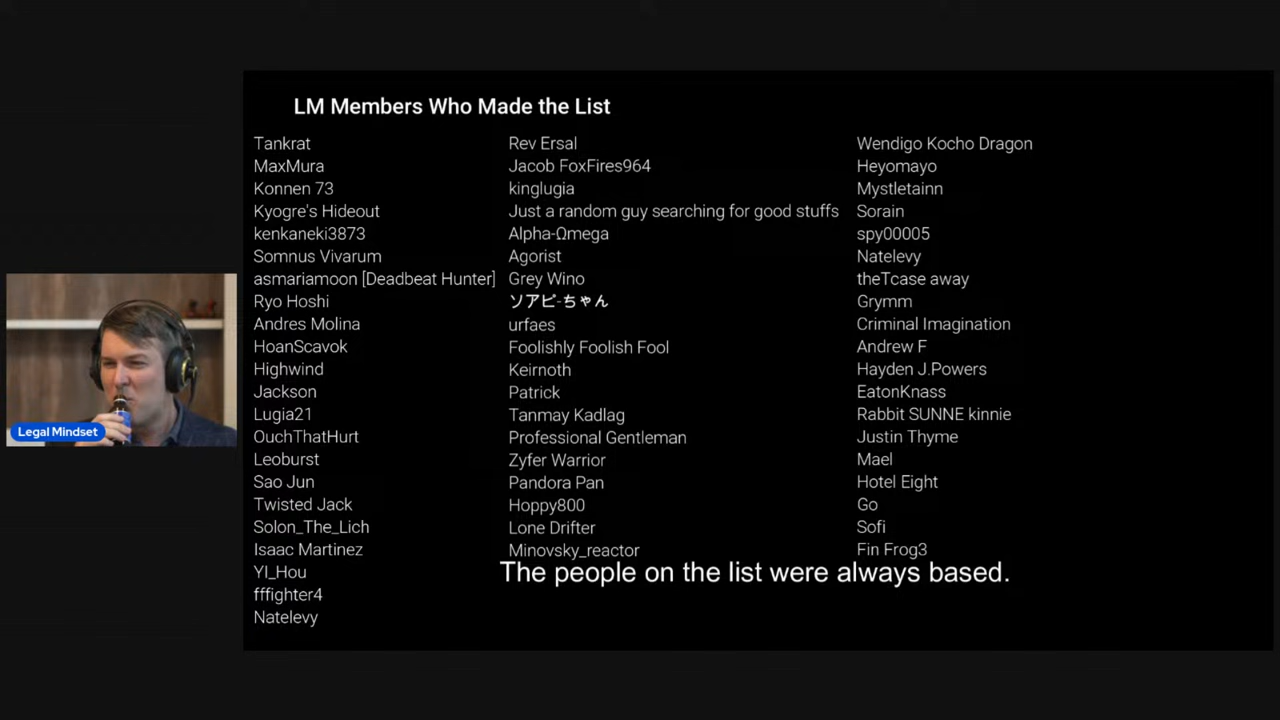 LM Members Who Made the List
Tankrat
MaxMura
Konnen 73
Kyogre's Hideout
kenkaneki3873
Somnus Vivarum
asmariamoon [Deadbeat Hunter]
Ryo Hoshi
Andres Molina
HoanScavok
Highwind
Jackson
Lugia21
OuchThatHurt
Leoburst
Sao Jun
Twisted Jack
Solon_The_Lich
Isaac Martinez
YI_Hou
fffighter4
Natelevy
Rev Ersal
Jacob FoxFires964
kinglugia
Just a random guy searching for good stuffs
Alpha-Ωmega
Agorist
Grey Wino
ソアピ-ちゃん
urfaes
Foolishly Foolish Fool
Keirnoth
Patrick
Tanmay Kadlag
Professional Gentleman
Zyfer Warrior
Pandora Pan
Hoppy800
Lone Drifter
Minovsky_reactor
Wendigo Kocho Dragon
Heyomayo
Mystletainn
Sorain
spy00005
Natelevy
theTcase away
Grymm
Criminal Imagination
Andrew F
Hayden J.Powers
EatonKnass
Rabbit SUNNE kinnie
Justin Thyme
Mael
Hotel Eight
Go
Sofi
Fin Frog3
The people on the list were always based.
Legal Mindset